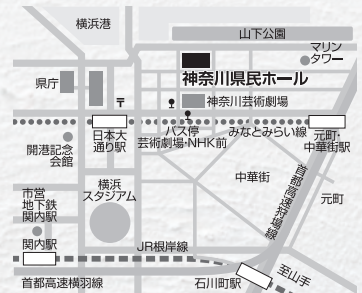 横浜港
山下公園
マリン
タワー
神奈川県民ホール
県庁
〒
神奈川芸術劇場
日本大
通り駅
バス停
芸術劇場・NHK前
みなとみらい線
元町・
中華街駅
開港記念
会館
横浜
スタジアム
中華街
首都高速狩場線
元町
市営
地下鉄
関内駅
関内駅
JR根岸線
首都高速横羽線
石川町駅
至山手